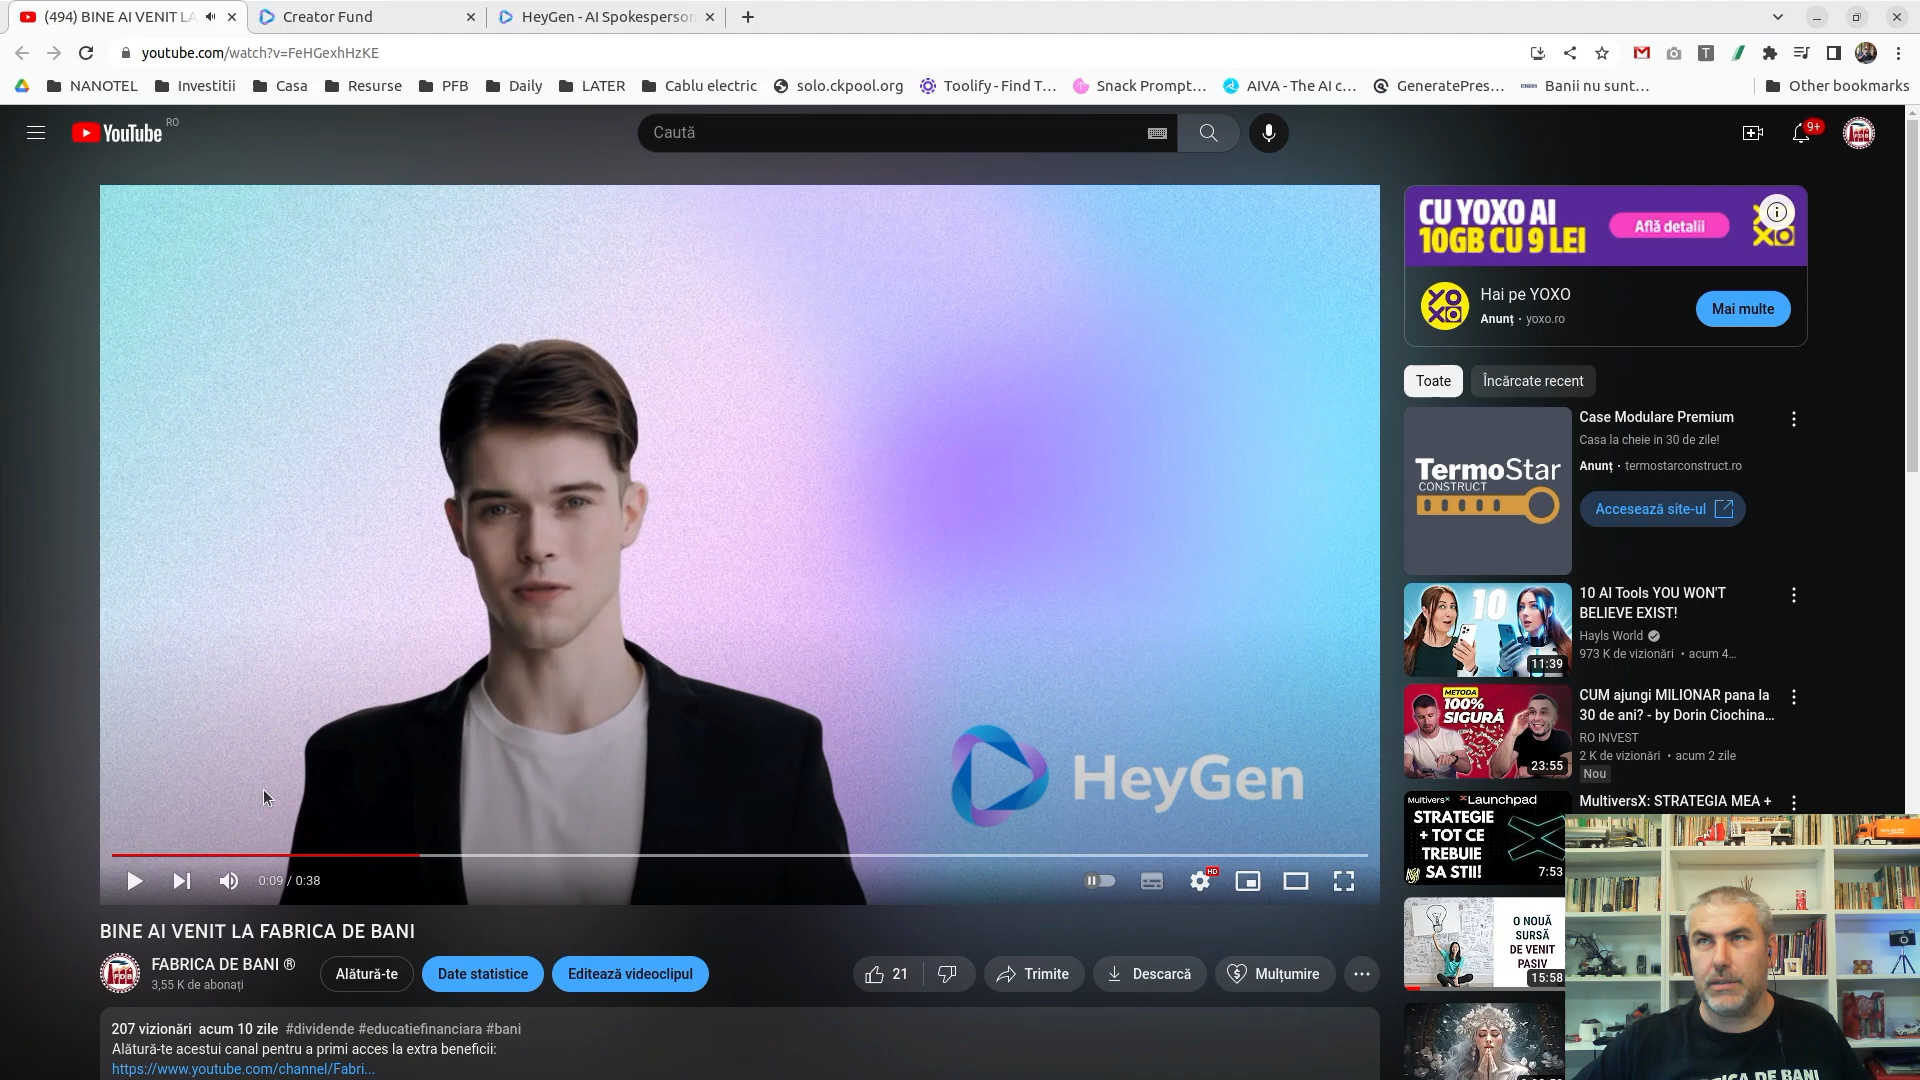 (494) BINE AI VENIT LA
Creator Fund
HeyGen - AI Spokesperson
youtube.com/watch?v=FeHGexhHzKE
NANOTEL
Investitii
Casa
Resurse
PFB
Daily
LATER
Cablu electric
solo.ckpool.org
Toolify - Find T...
Snack Prompt...
AIVA - The AI c...
GeneratePres...
Banii nu sunt...
Other bookmarks
YouTube RO
Caută
9+
CU YOXO AI
10GB CU 9 LEI
Află detalii
Hai pe YOXO
Anunț · yoxo.ro
Mai multe
Toate
Încărcate recent
TermoStar
CONSTRUCT
Case Modulare Premium
Casa la cheie in 30 de zile!
Anunț · termostarconstruct.ro
Accesează site-ul
10
11:39
10 AI Tools YOU WON'T
BELIEVE EXIST!
Hayls World
973 K de vizionări • acum 4...
METODA
100%
SIGURĂ
23:55
CUM ajungi MILIONAR pana la
30 de ani? - by Dorin Ciochina...
RO INVEST
2 K de vizionări • acum 2 zile
Nou
MultiversX Launchpad
STRATEGIE
+ TOT CE
TREBUIE
SA STII!
7:53
MultiversX: STRATEGIA MEA +
O NOUĂ
SURSĂ
DE VENIT
PASIV
15:58
HeyGen
0:09 / 0:38
HD
BINE AI VENIT LA FABRICA DE BANI
FABRICA DE BANI ®
3,55 K de abonați
Alătură-te
Date statistice
Editează videoclipul
21
Trimite
Descarcă
Mulțumire
207 vizionări acum 10 zile #dividende #educatiefinanciara #bani
Alătură-te acestui canal pentru a primi acces la extra beneficii:
https://www.youtube.com/channel/Fabri...